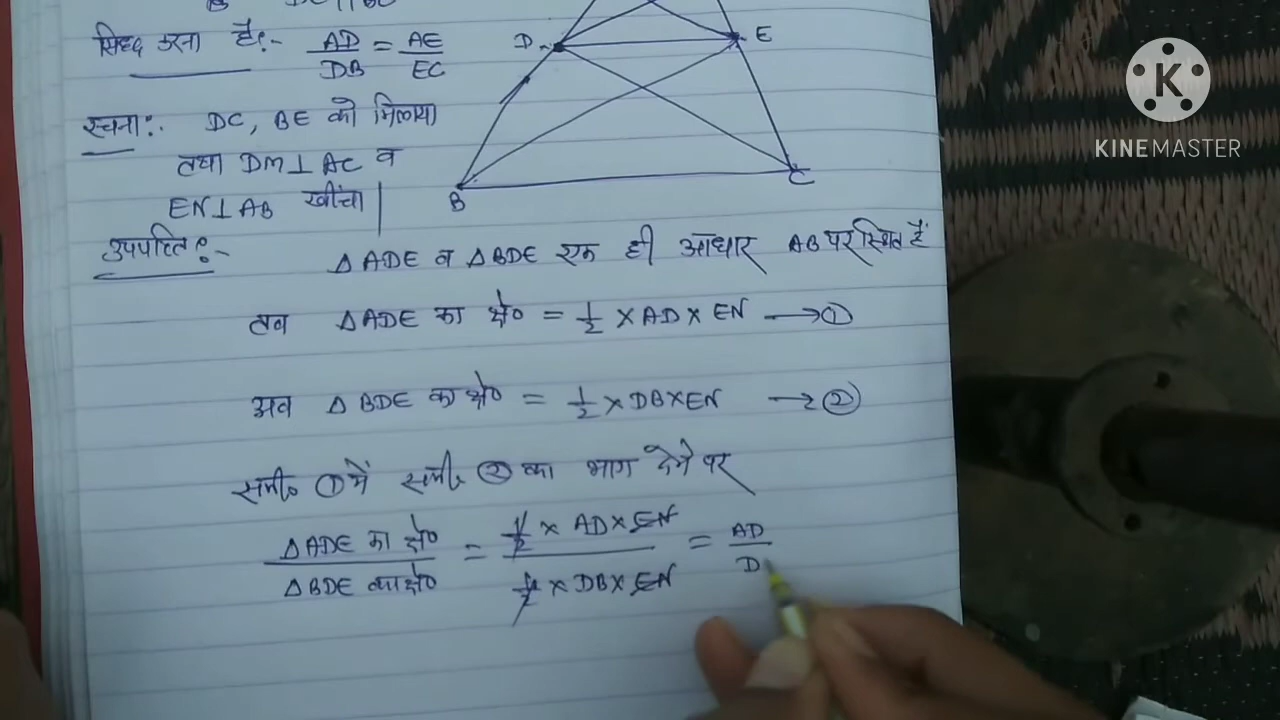 सिद्ध करना है:- AD/DB = AE/EC
रचना:. DC, BE को मिलाया
तथा DM⊥AC व
EN⊥AB खींचा|
D E
B C
उपपत्ति:-
△ADE व △BDE एक ही आधार AB पर स्थित हैं
तब △ADE का क्षे० = 1/2 × AD × EN → ①
अब △BDE का क्षे० = 1/2 × DB × EN → ②
समी० ① में समी. ② का भाग देने पर
△ADE का क्षे० / △BDE का क्षे० = 1/2 × AD × EN / 1/2 × DB × EN = AD / D
K
KINEMASTER